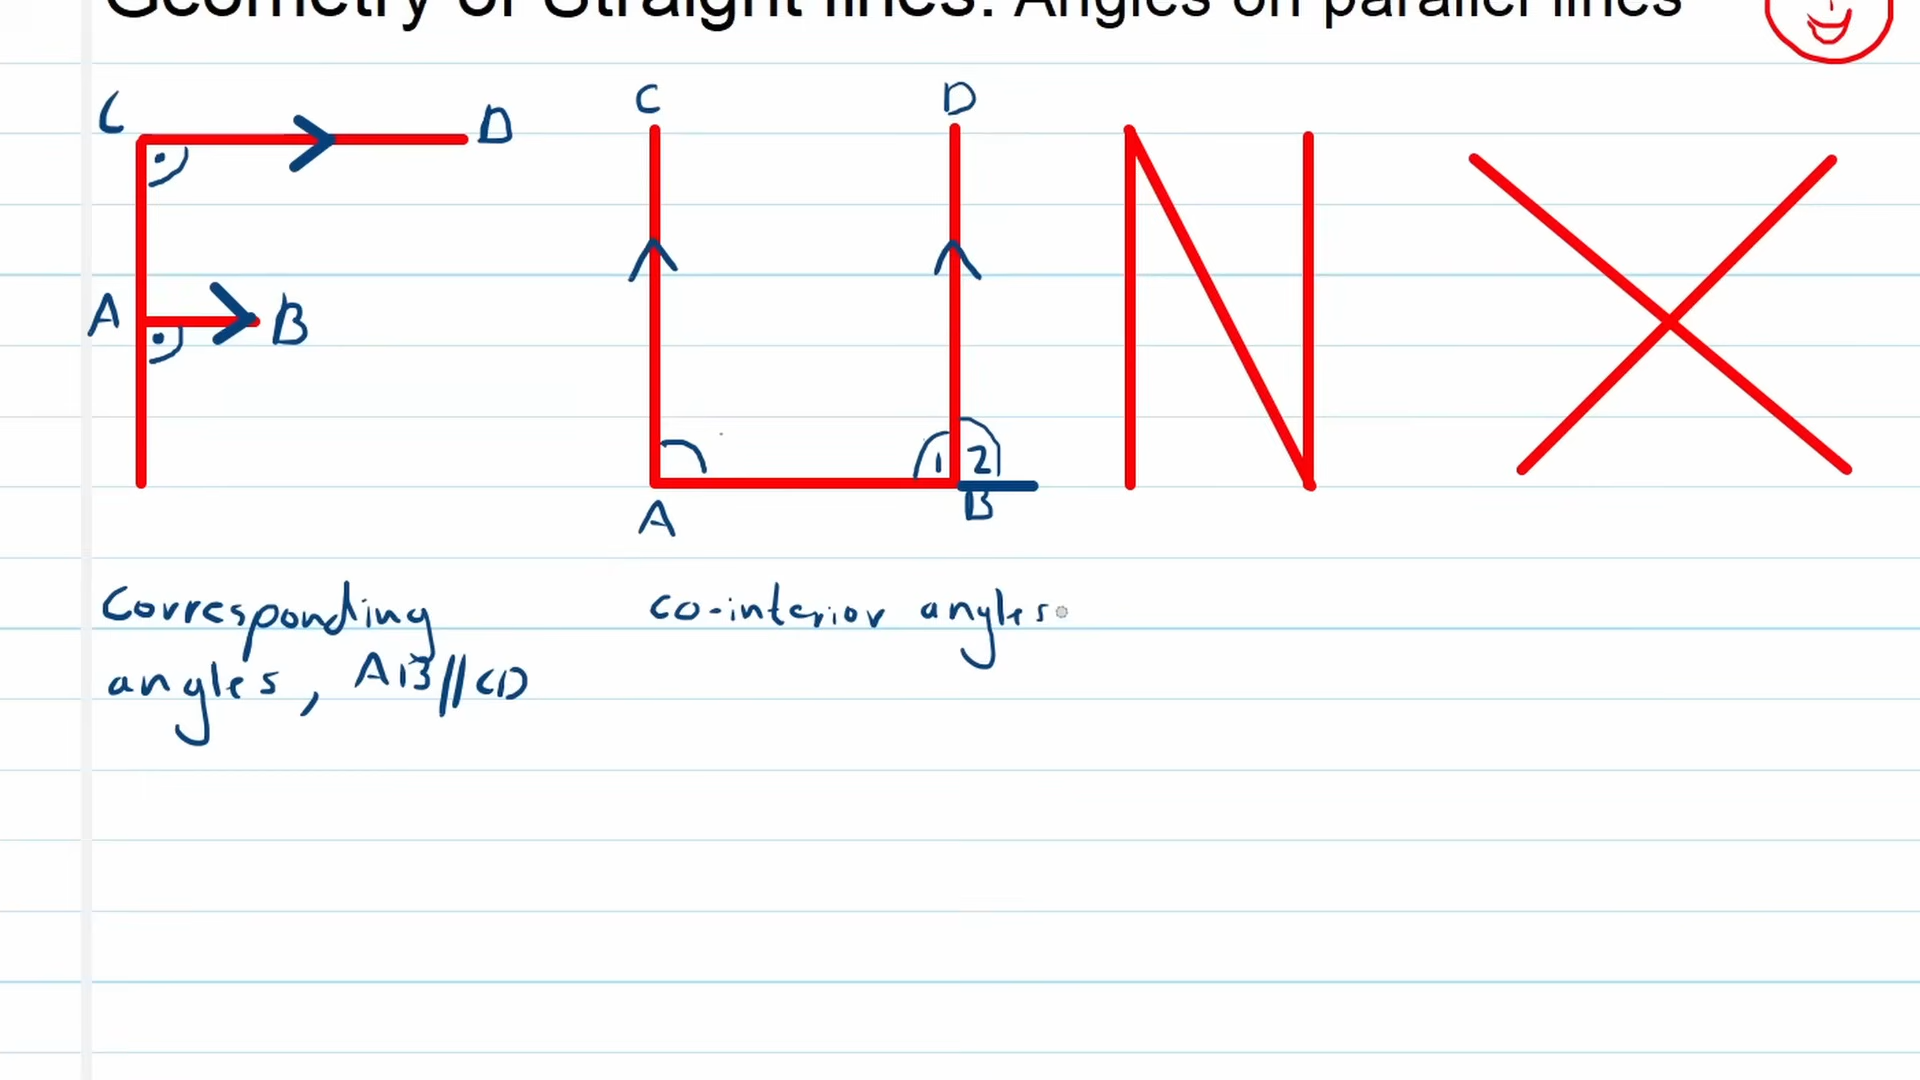 Geometry of Straight lines: Angles on parallel lines
C D C D
A B
1 2
A B
Corresponding co-interior angles
angles, AB//CD